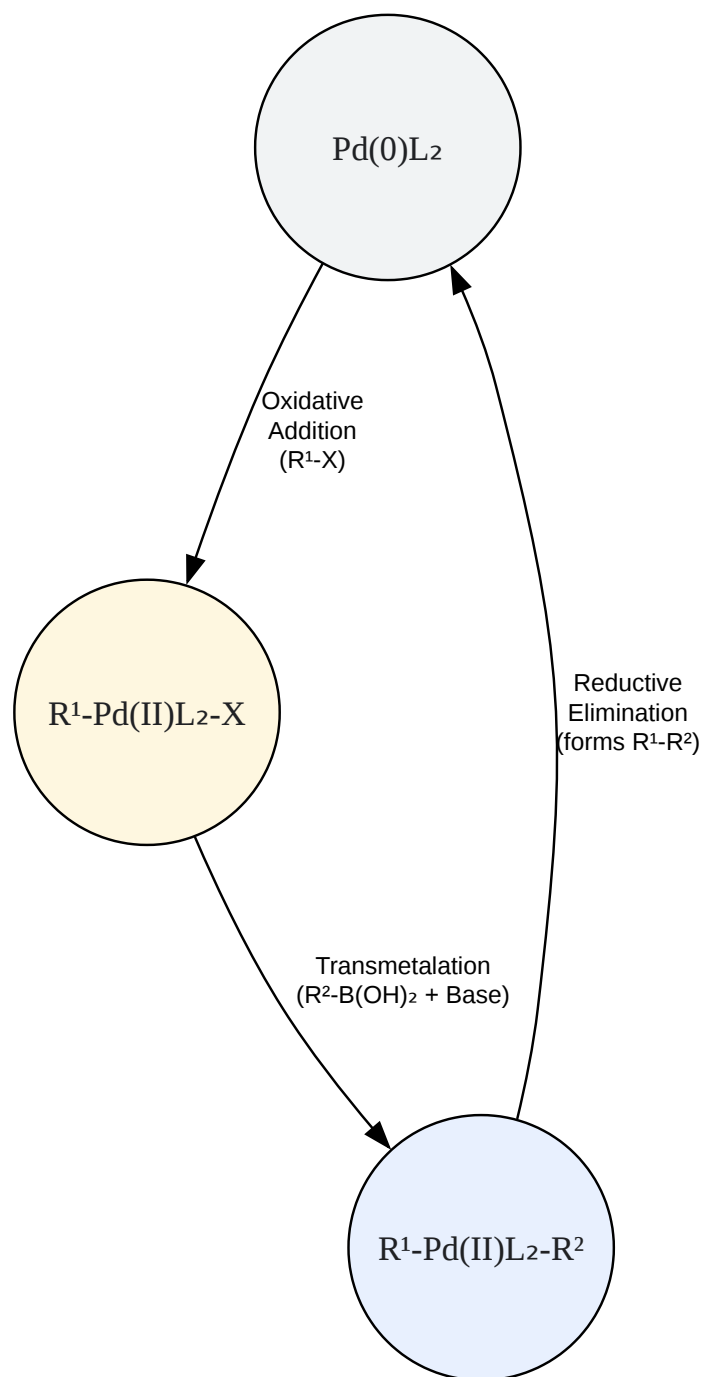 Pd(0)L₂
Oxidative
Addition
(R¹-X)
R¹-Pd(II)L₂-X
Reductive
Elimination
(forms R¹-R²)
Transmetalation
(R²-B(OH)₂ + Base)
R¹-Pd(II)L₂-R²